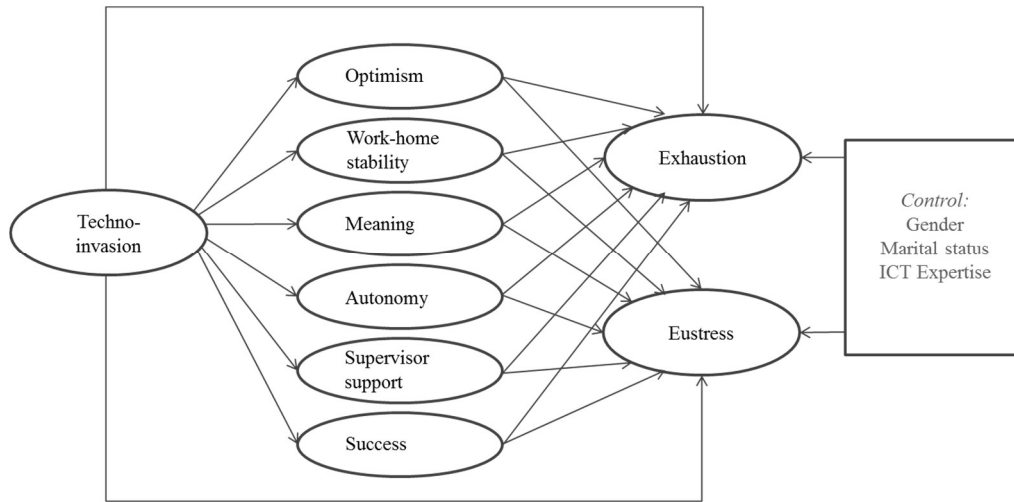 Techno-
invasion
Optimism
Work-home
stability
Meaning
Autonomy
Supervisor
support
Success
Exhaustion
Eustress
Control:
Gender
Marital status
ICT Expertise